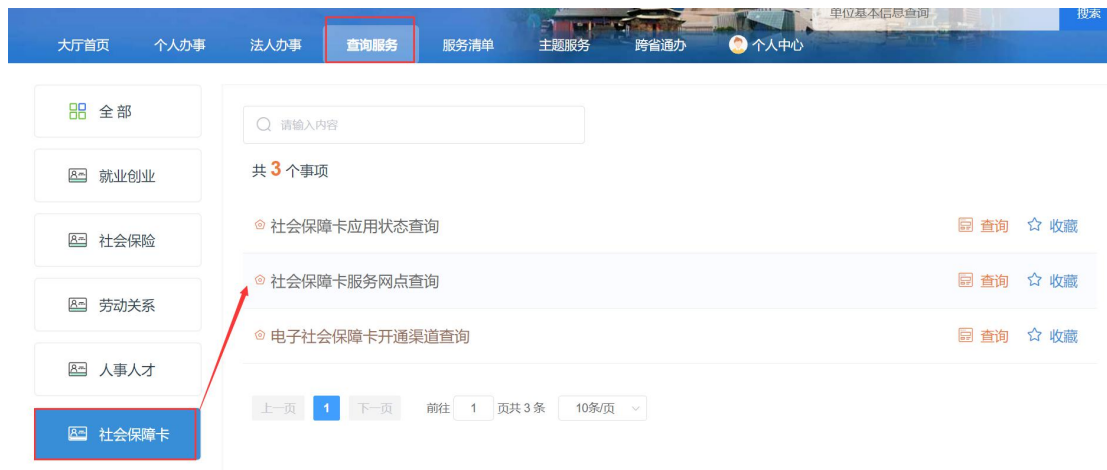 单位基本信息查询 搜索
大厅首页 个人办事 法人办事 查询服务 服务清单 主题服务 跨省通办 个人中心
全部
请输入内容
共 3 个事项
就业创业
社会保障卡应用状态查询 查询 收藏
社会保险
社会保障卡服务网点查询 查询 收藏
劳动关系
电子社会保障卡开通渠道查询 查询 收藏
人事人才
上一页 1 下一页 前往 1 页共 3 条 10条/页
社会保障卡